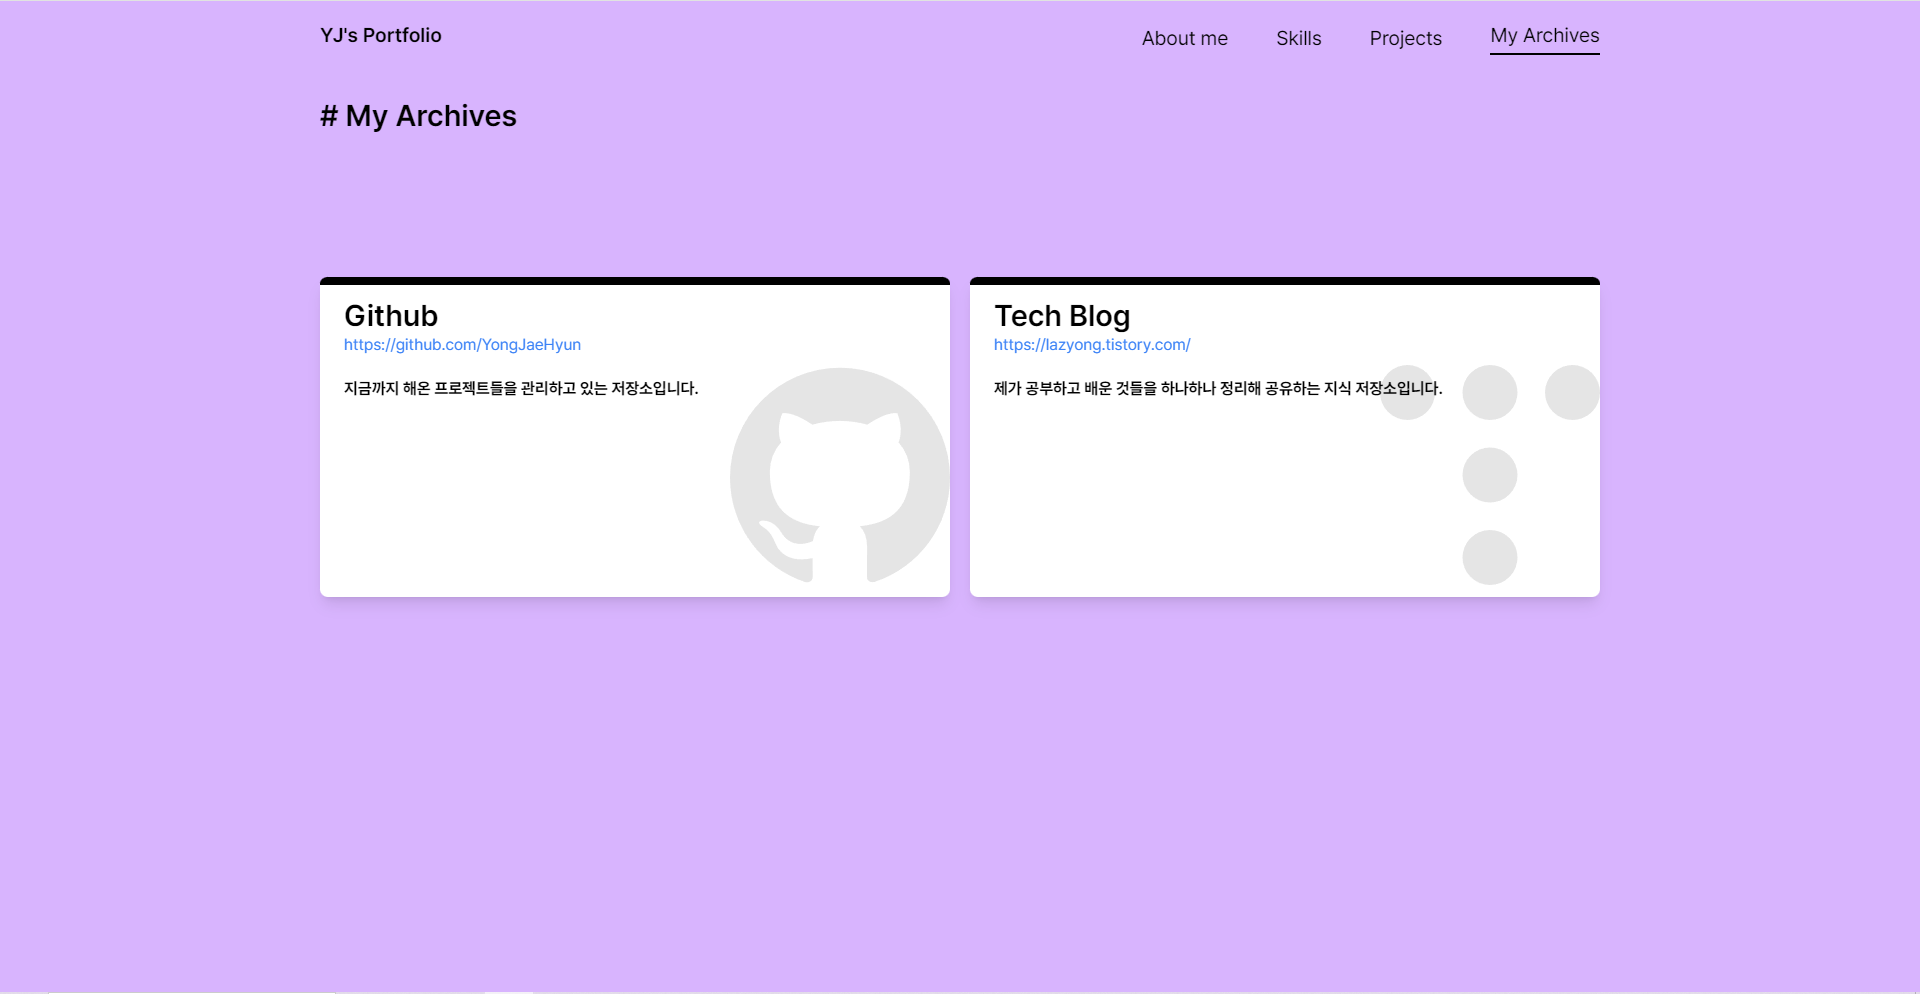 YJ's Portfolio
About me
Skills
Projects
My Archives
# My Archives
Github
https://github.com/YongJaeHyun
지금까지 해온 프로젝트들을 관리하고 있는 저장소입니다.
Tech Blog
https://lazyong.tistory.com/
제가 공부하고 배운 것들을 하나하나 정리해 공유하는 지식 저장소입니다.